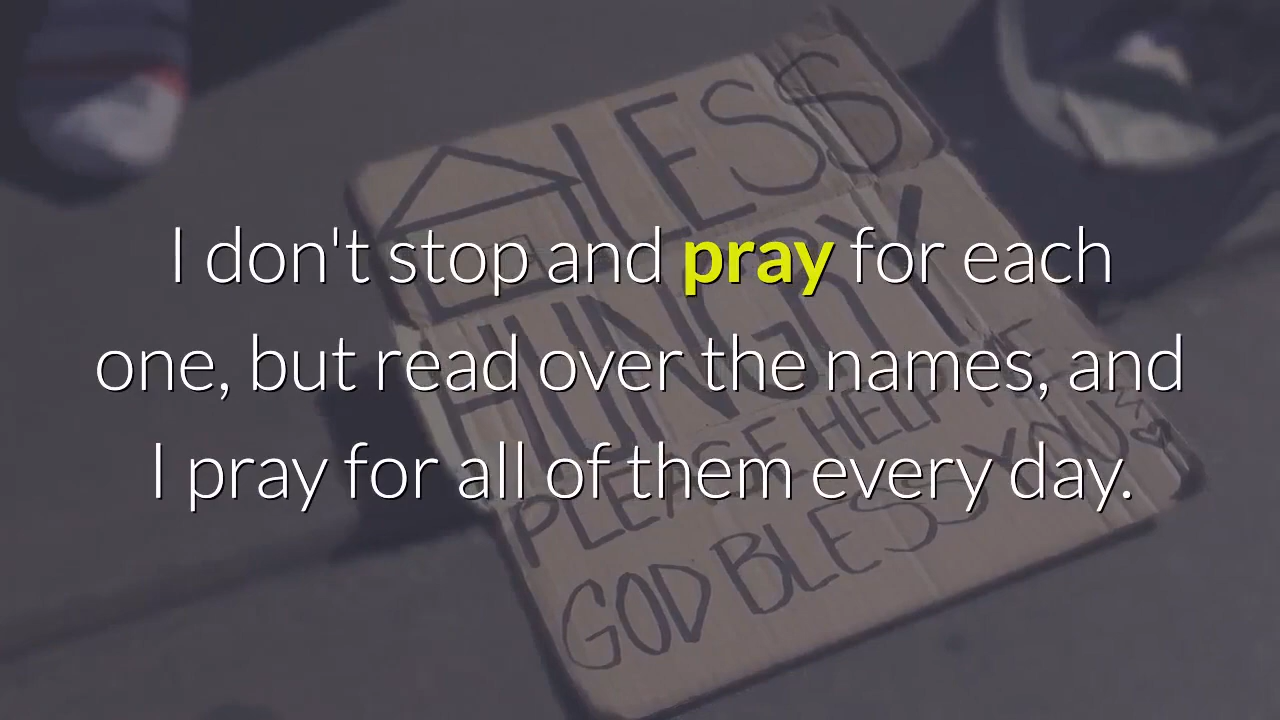 I don't stop and pray for each
one, but read over the names, and
I pray for all of them every day.
LESS
HUNGRY
PLEASE HELP
GOD BLESS YOU